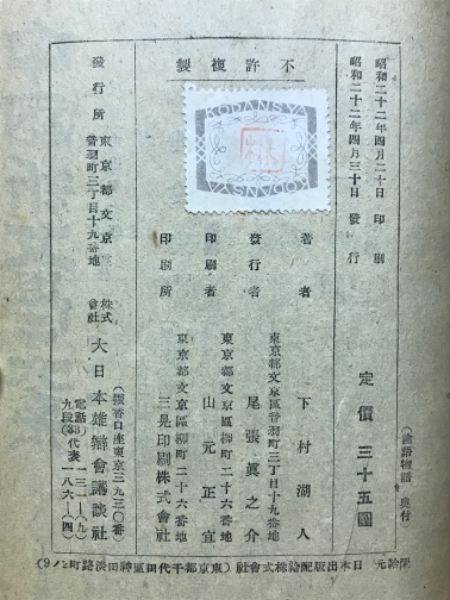 (論語物語 奥付)
昭和二十二年四月二十日 印刷
昭和二十二年四月三十日 發行
定價 三十五圓
不許複製
KODANSYA
KODANSYA
著者 下村湖人
東京都文京區音羽町三丁目十九番地
發行者 尾張眞之介
東京都文京區柳町二十六番地
印刷者 山元正宜
東京都文京區柳町二十六番地
印刷所 三晃印刷株式會社
發行所 東京都文京區音羽町三丁目十九番地
株式會社 大日本雄辯會講談社
(振替口座東京三九三〇番)
電話九段(33)代表一三一—(九)
一八六—(四)
配給元 日本出版配給株式會社(東京都千代田區神田淡路町2ノ9)